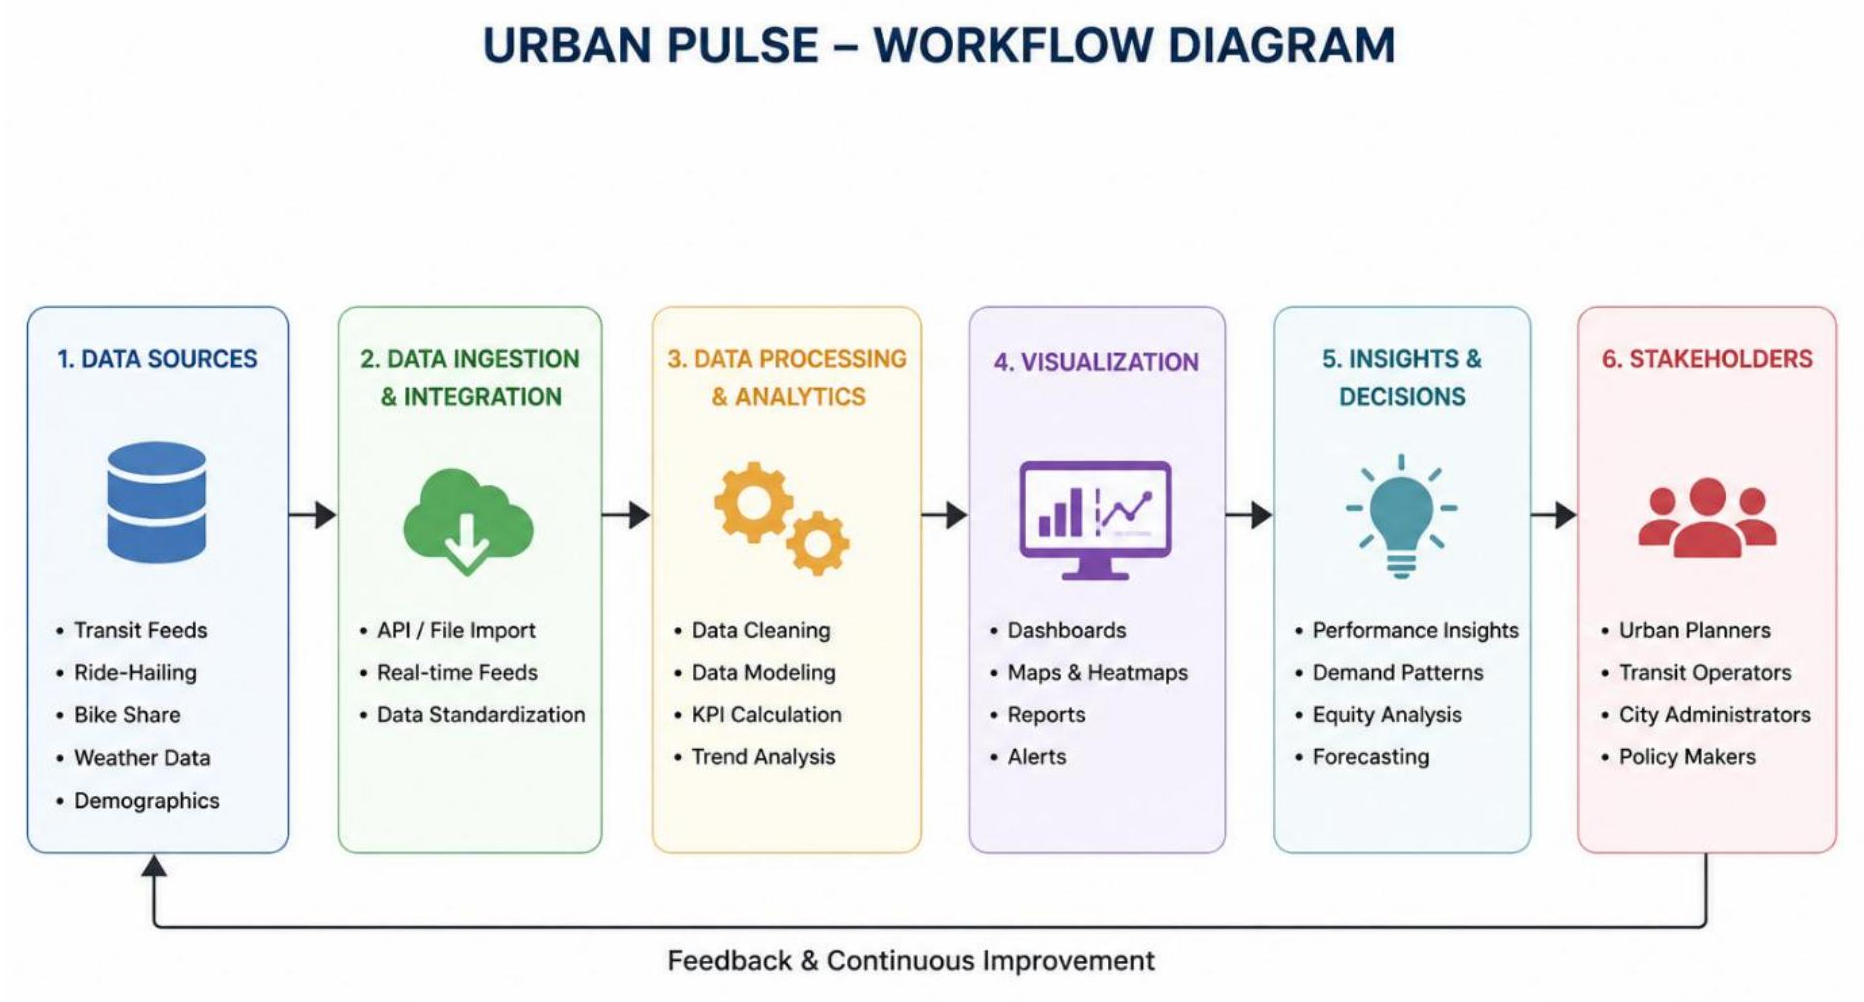 URBAN PULSE – WORKFLOW DIAGRAM
1. DATA SOURCES
• Transit Feeds
• Ride-Hailing
• Bike Share
• Weather Data
• Demographics
2. DATA INGESTION
& INTEGRATION
• API / File Import
• Real-time Feeds
• Data Standardization
3. DATA PROCESSING
& ANALYTICS
• Data Cleaning
• Data Modeling
• KPI Calculation
• Trend Analysis
4. VISUALIZATION
• Dashboards
• Maps & Heatmaps
• Reports
• Alerts
5. INSIGHTS &
DECISIONS
• Performance Insights
• Demand Patterns
• Equity Analysis
• Forecasting
6. STAKEHOLDERS
• Urban Planners
• Transit Operators
• City Administrators
• Policy Makers
Feedback & Continuous Improvement